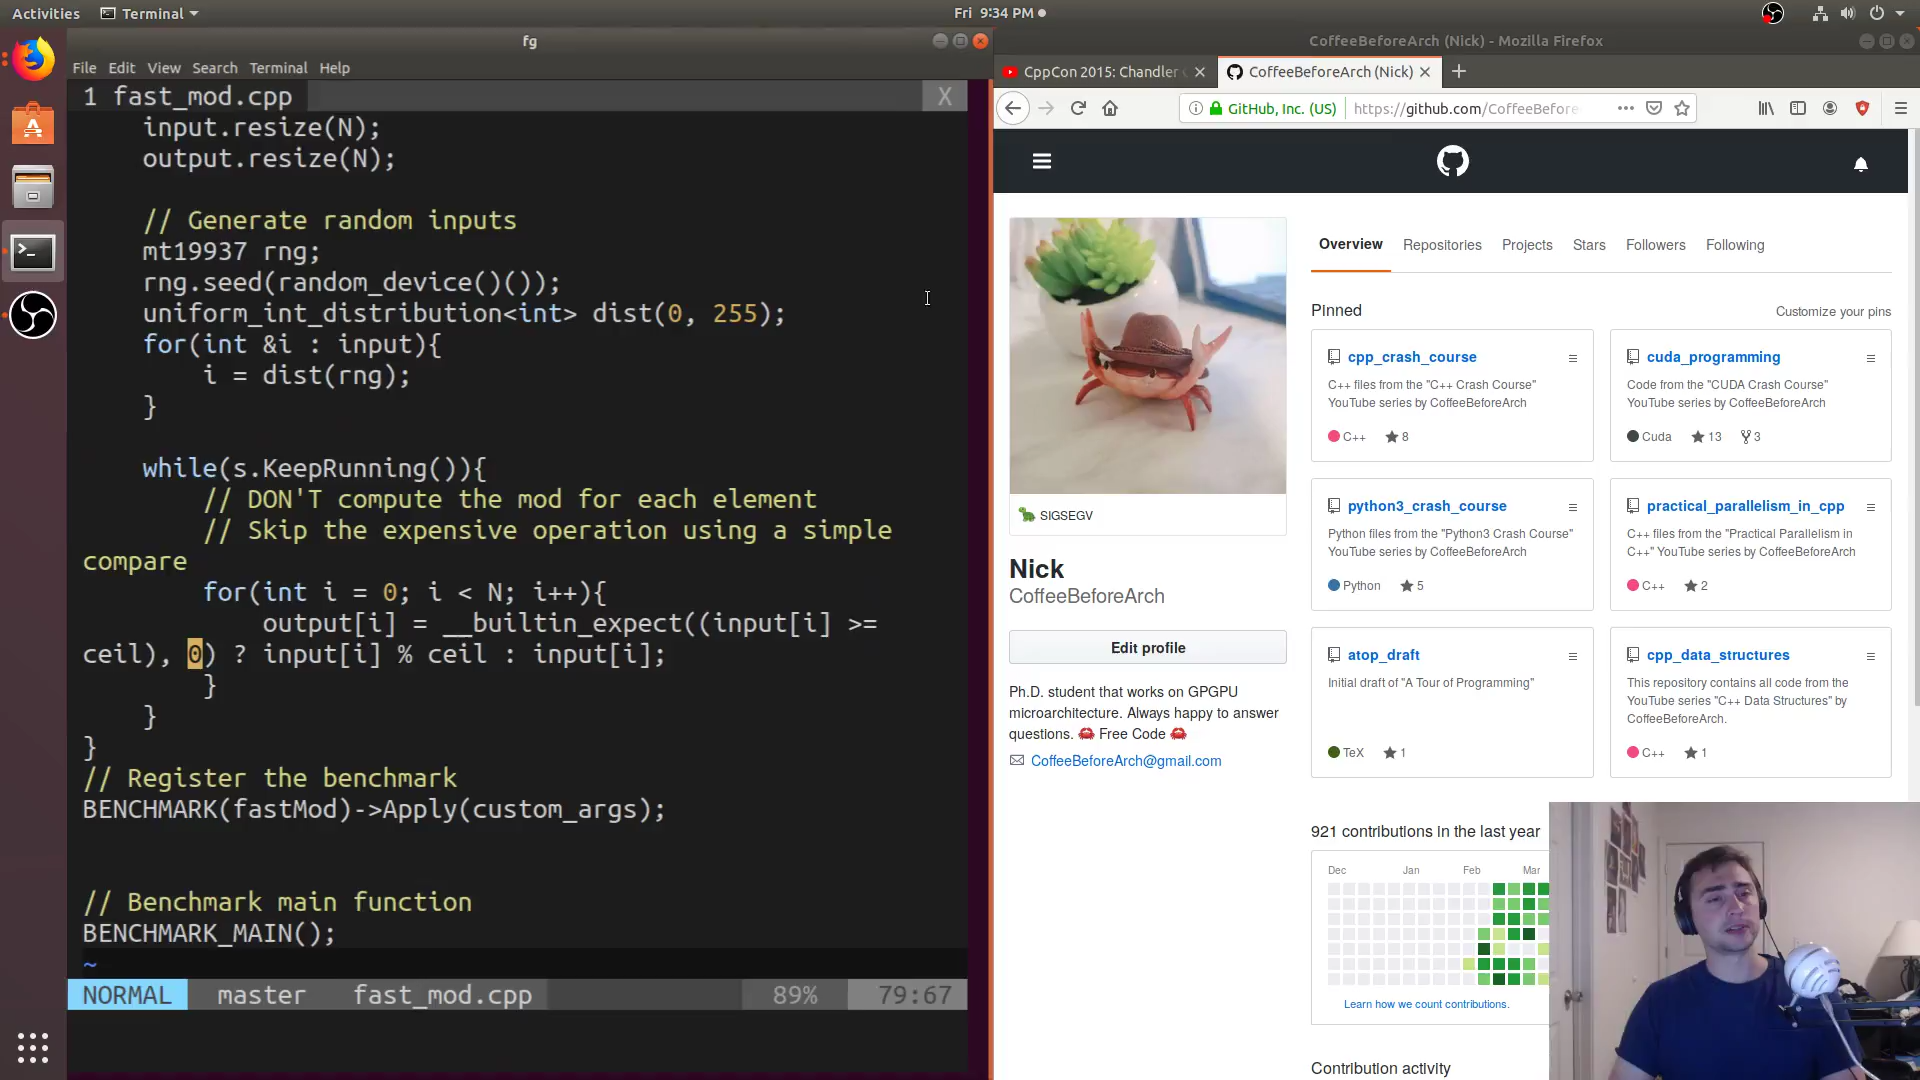 Activities
Terminal
Fri 9:34 PM
fg
File Edit View Search Terminal Help
1 fast_mod.cpp
X
input.resize(N);
output.resize(N);
// Generate random inputs
mt19937 rng;
rng.seed(random_device()());
uniform_int_distribution<int> dist(0, 255);
for(int &i : input){
i = dist(rng);
}
while(s.KeepRunning()){
// DON'T compute the mod for each element
// Skip the expensive operation using a simple
compare
for(int i = 0; i < N; i++){
output[i] = __builtin_expect((input[i] >=
ceil), 0) ? input[i] % ceil : input[i];
}
}
}
// Register the benchmark
BENCHMARK(fastMod)->Apply(custom_args);
// Benchmark main function
BENCHMARK_MAIN();
~
NORMAL master fast_mod.cpp 89% 79:67
CoffeeBeforeArch (Nick) - Mozilla Firefox
CppCon 2015: Chandler
CoffeeBeforeArch (Nick)
GitHub, Inc. (US)
https://github.com/CoffeeBefore
SIGSEGV
Nick
CoffeeBeforeArch
Edit profile
Ph.D. student that works on GPGPU
microarchitecture. Always happy to answer
questions. 🦀 Free Code 🦀
CoffeeBeforeArch@gmail.com
Overview Repositories Projects Stars Followers Following
Pinned
Customize your pins
cpp_crash_course
C++ files from the "C++ Crash Course"
YouTube series by CoffeeBeforeArch
C++ 8
cuda_programming
Code from the "CUDA Crash Course"
YouTube series by CoffeeBeforeArch
Cuda 13 3
python3_crash_course
Python files from the "Python3 Crash Course"
YouTube series by CoffeeBeforeArch
Python 5
practical_parallelism_in_cpp
C++ files from the "Practical Parallelism in
C++" YouTube series by CoffeeBeforeArch
C++ 2
atop_draft
Initial draft of "A Tour of Programming"
TeX 1
cpp_data_structures
This repository contains all code from the
YouTube series "C++ Data Structures" by
CoffeeBeforeArch.
C++ 1
921 contributions in the last year
Dec Jan Feb Mar
Learn how we count contributions.
Contribution activity